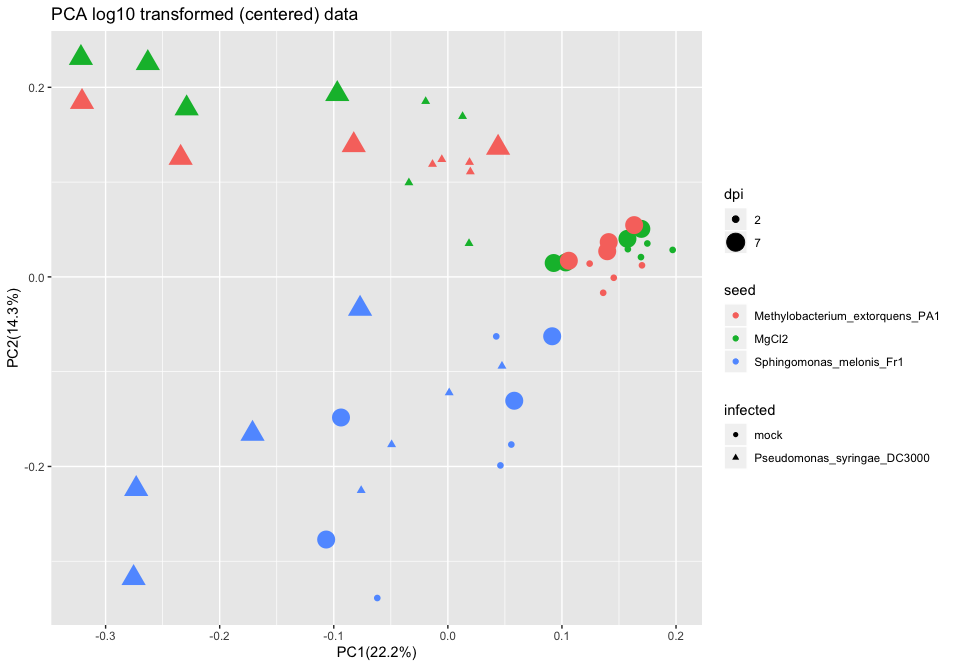 PCA log10 transformed (centered) data
0.2
0.0
-0.2
PC2(14.3%)
-0.3
-0.2
-0.1
0.0
0.1
0.2
PC1(22.2%)
dpi
2
7
seed
Methylobacterium_extorquens_PA1
MgCl2
Sphingomonas_melonis_Fr1
infected
mock
Pseudomonas_syringae_DC3000